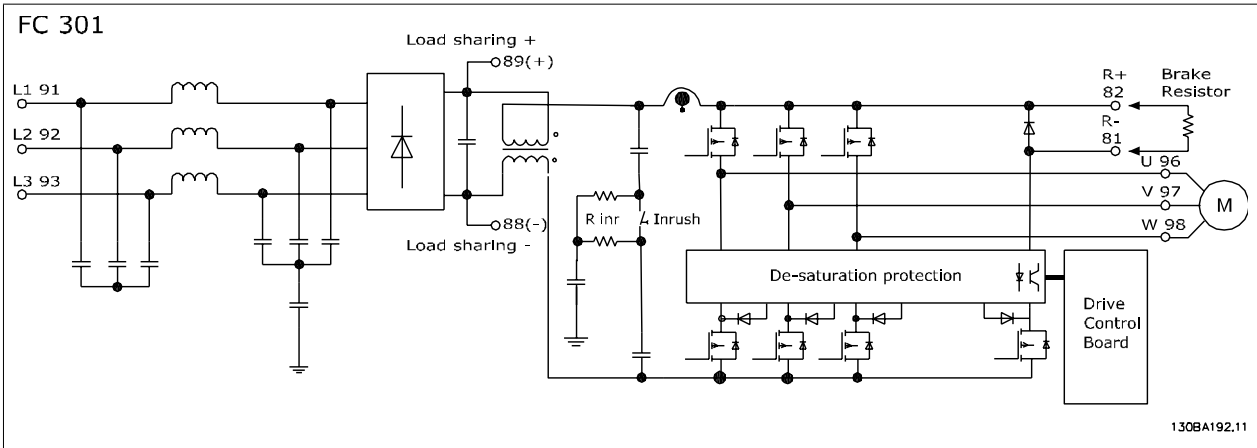 FC 301
Load sharing +
89(+)
L1 91
L2 92
L3 93
88(-)
Load sharing -
R inr
Inrush
R+
82
R-
81
Brake
Resistor
U 96
V 97
W 98
M
De-saturation protection
Drive
Control
Board
130BA192.11